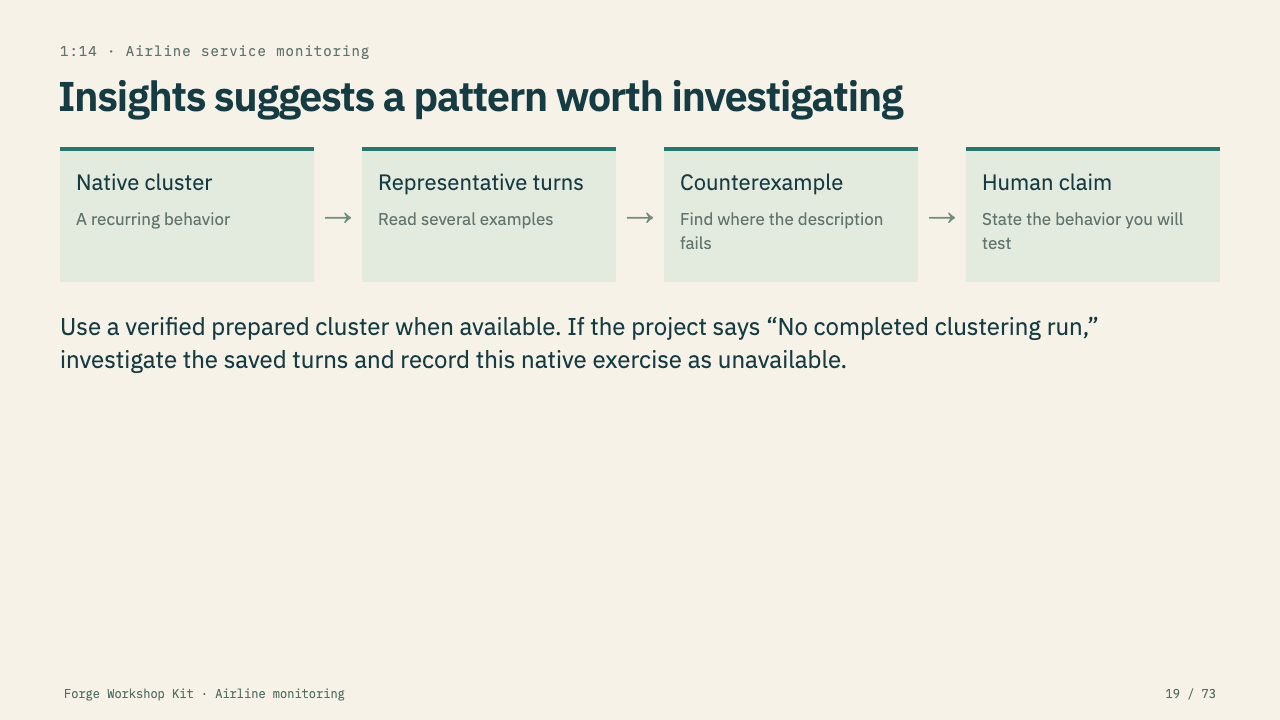 1:14 · Airline service monitoring
Insights suggests a pattern worth investigating
Native cluster
A recurring behavior
→
Representative turns
Read several examples
→
Counterexample
Find where the description
fails
→
Human claim
State the behavior you will
test
Use a verified prepared cluster when available. If the project says “No completed clustering run,”
investigate the saved turns and record this native exercise as unavailable.
Forge Workshop Kit · Airline monitoring
19 / 73